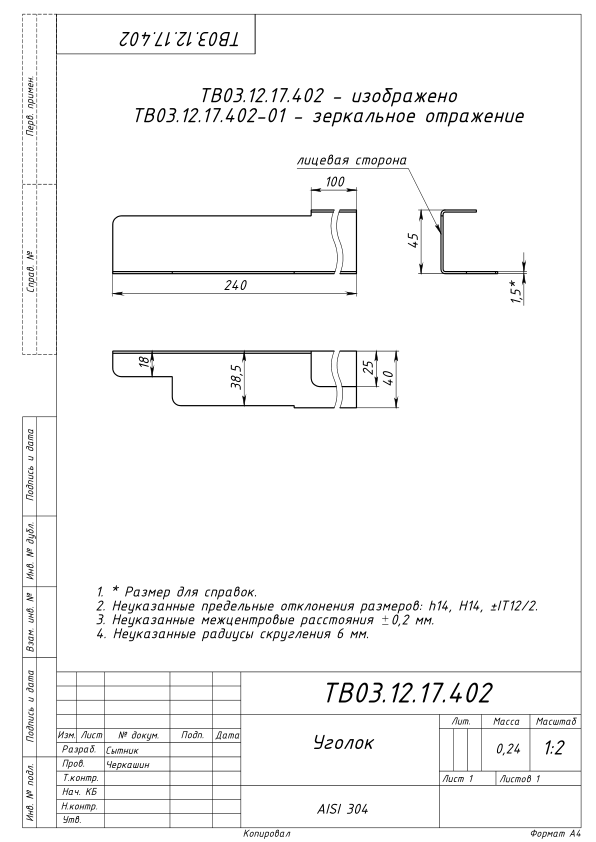 ТВ03.12.17.402
Перв. примен.
Справ. №
Подпись и дата
Инв. № дубл.
Взам. инв. №
Подпись и дата
Инв. № подл.
ТВ03.12.17.402 – изображено
ТВ03.12.17.402-01 – зеркальное отражение
лицевая сторона
100
45
1,5*
240
18
38,5
25
40
1. * Размер для справок.
2. Неуказанные предельные отклонения размеров: h14, H14, ±IT12/2.
3. Неуказанные межцентровые расстояния ±0,2 мм.
4. Неуказанные радиусы скругления 6 мм.
ТВ03.12.17.402
Изм. Лист № докум. Подп. Дата
Разраб. Сытник
Пров. Черкашин
Т.контр.
Нач. КБ
Н.контр.
Утв.
Уголок
Лит. Масса Масштаб
0,24 1:2
Лист 1 Листов 1
AISI 304
Копировал Формат А4